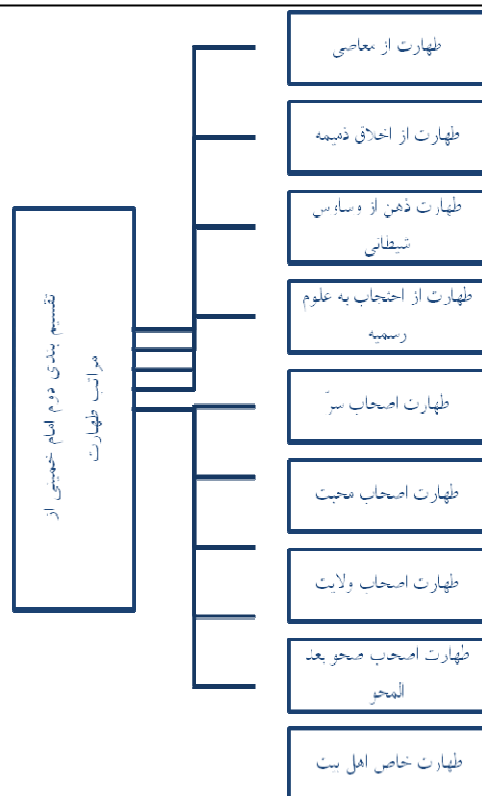 تقسیم بندی دوم امام خمینی از
مراتب طهارت
طهارت از معاصی
طهارت از اخلاق ذمیمه
طهارت ذهن از وساوس
شیطانی
طهارت از احتجاب به علوم
رسمیه
طهارت اصحاب سرّ
طهارت اصحاب محبت
طهارت اصحاب ولایت
طهارت اصحاب صحو بعد
المحو
طهارت خاص اهل بیت